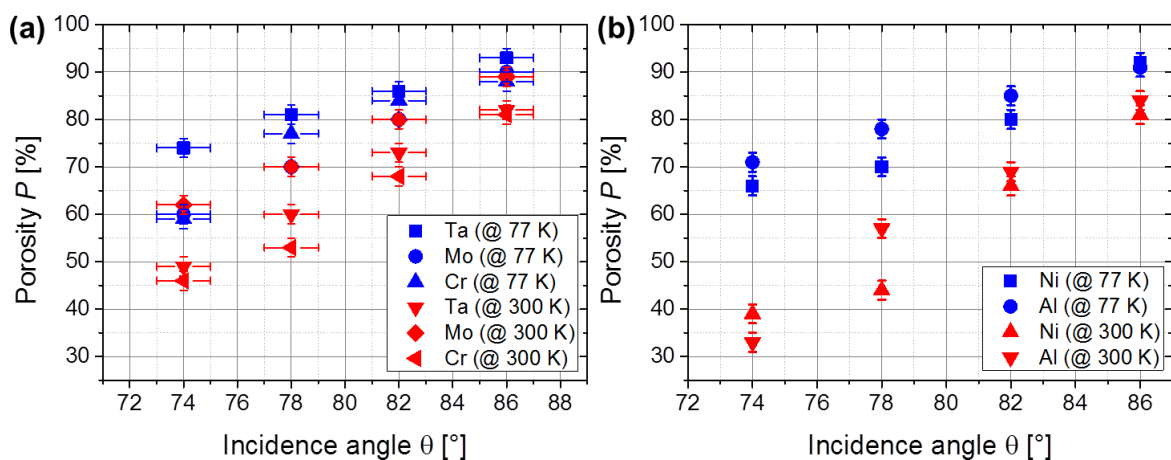 (a)
Porosity P [%]
100
90
80
70
60
50
40
30
72 74 76 78 80 82 84 86 88
Incidence angle θ [°]
Ta (@ 77 K)
Mo (@ 77 K)
Cr (@ 77 K)
Ta (@ 300 K)
Mo (@ 300 K)
Cr (@ 300 K)
(b)
Porosity P [%]
100
90
80
70
60
50
40
30
72 74 76 78 80 82 84 86
Incidence angle θ [°]
Ni (@ 77 K)
Al (@ 77 K)
Ni (@ 300 K)
Al (@ 300 K)